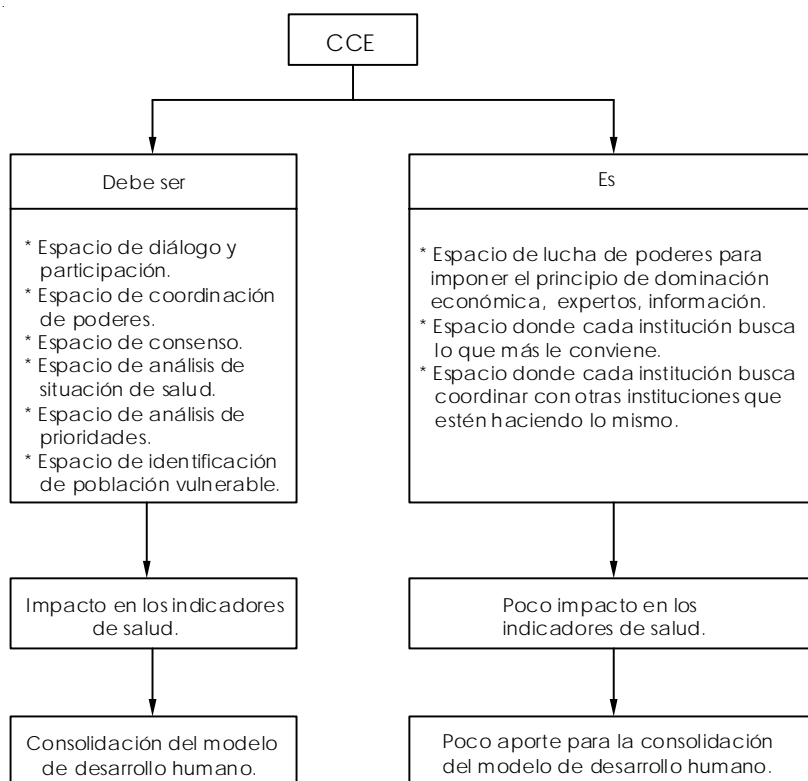 CCE
Debe ser
* Espacio de diálogo y
participación.
* Espacio de coordinación
de poderes.
* Espacio de consenso.
* Espacio de análisis de
situación de salud.
* Espacio de análisis de
prioridades.
* Espacio de identificación
de población vulnerable.
Impacto en los indicadores
de salud.
Consolidación del modelo
de desarrollo humano.
Es
* Espacio de lucha de poderes para
imponer el principio de dominación
económica, expertos, información.
* Espacio donde cada institución busca
lo que más le conviene.
* Espacio donde cada institución busca
coordinar con otras instituciones que
estén haciendo lo mismo.
Poco impacto en los
indicadores de salud.
Poco aporte para la consolidación
del modelo de desarrollo humano.